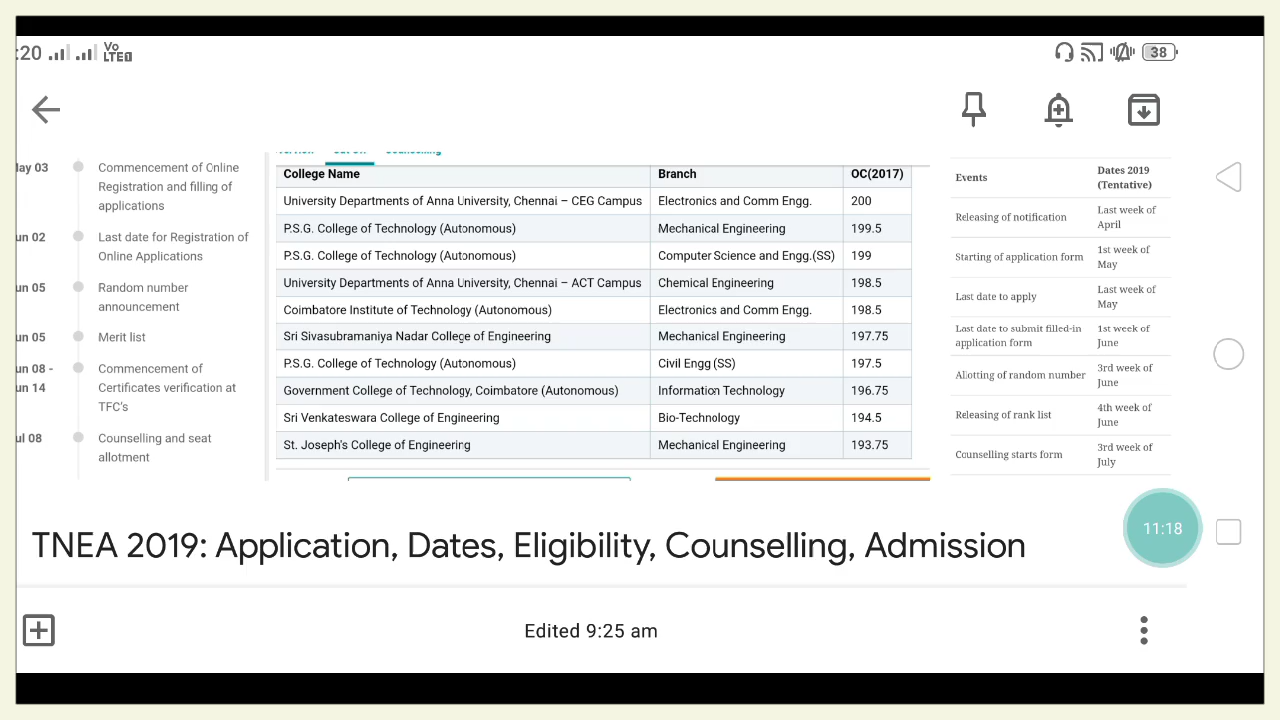 :20 Vo LTE 38
ay 03 Commencement of Online
Registration and filling of
applications
un 02 Last date for Registration of
Online Applications
un 05 Random number
announcement
un 05 Merit list
un 08 - Commencement of
un 14 Certificates verification at
TFC's
ul 08 Counselling and seat
allotment
College Name Branch OC(2017)
University Departments of Anna University, Chennai – CEG Campus Electronics and Comm Engg. 200
P.S.G. College of Technology (Autonomous) Mechanical Engineering 199.5
P.S.G. College of Technology (Autonomous) Computer Science and Engg.(SS) 199
University Departments of Anna University, Chennai – ACT Campus Chemical Engineering 198.5
Coimbatore Institute of Technology (Autonomous) Electronics and Comm Engg. 198.5
Sri Sivasubramaniya Nadar College of Engineering Mechanical Engineering 197.75
P.S.G. College of Technology (Autonomous) Civil Engg (SS) 197.5
Government College of Technology, Coimbatore (Autonomous) Information Technology 196.75
Sri Venkateswara College of Engineering Bio-Technology 194.5
St. Joseph's College of Engineering Mechanical Engineering 193.75
Events Dates 2019
(Tentative)
Releasing of notification Last week of
April
Starting of application form 1st week of
May
Last date to apply Last week of
May
Last date to submit filled-in 1st week of
application form June
Allotting of random number 3rd week of
June
Releasing of rank list 4th week of
June
Counselling starts form 3rd week of
July
11:18
TNEA 2019: Application, Dates, Eligibility, Counselling, Admission
Edited 9:25 am